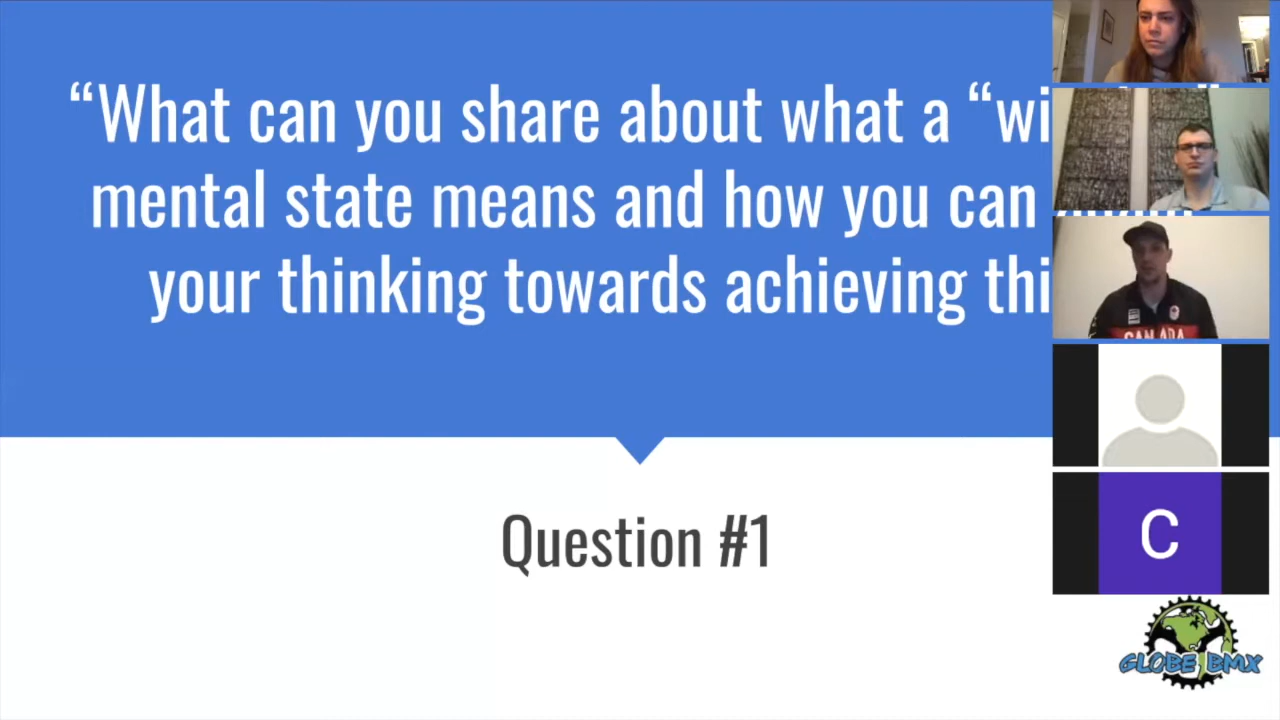 “What can you share about what a “wi
mental state means and how you can
your thinking towards achieving thi
Question #1
CANADA
C
GLOBE BMX